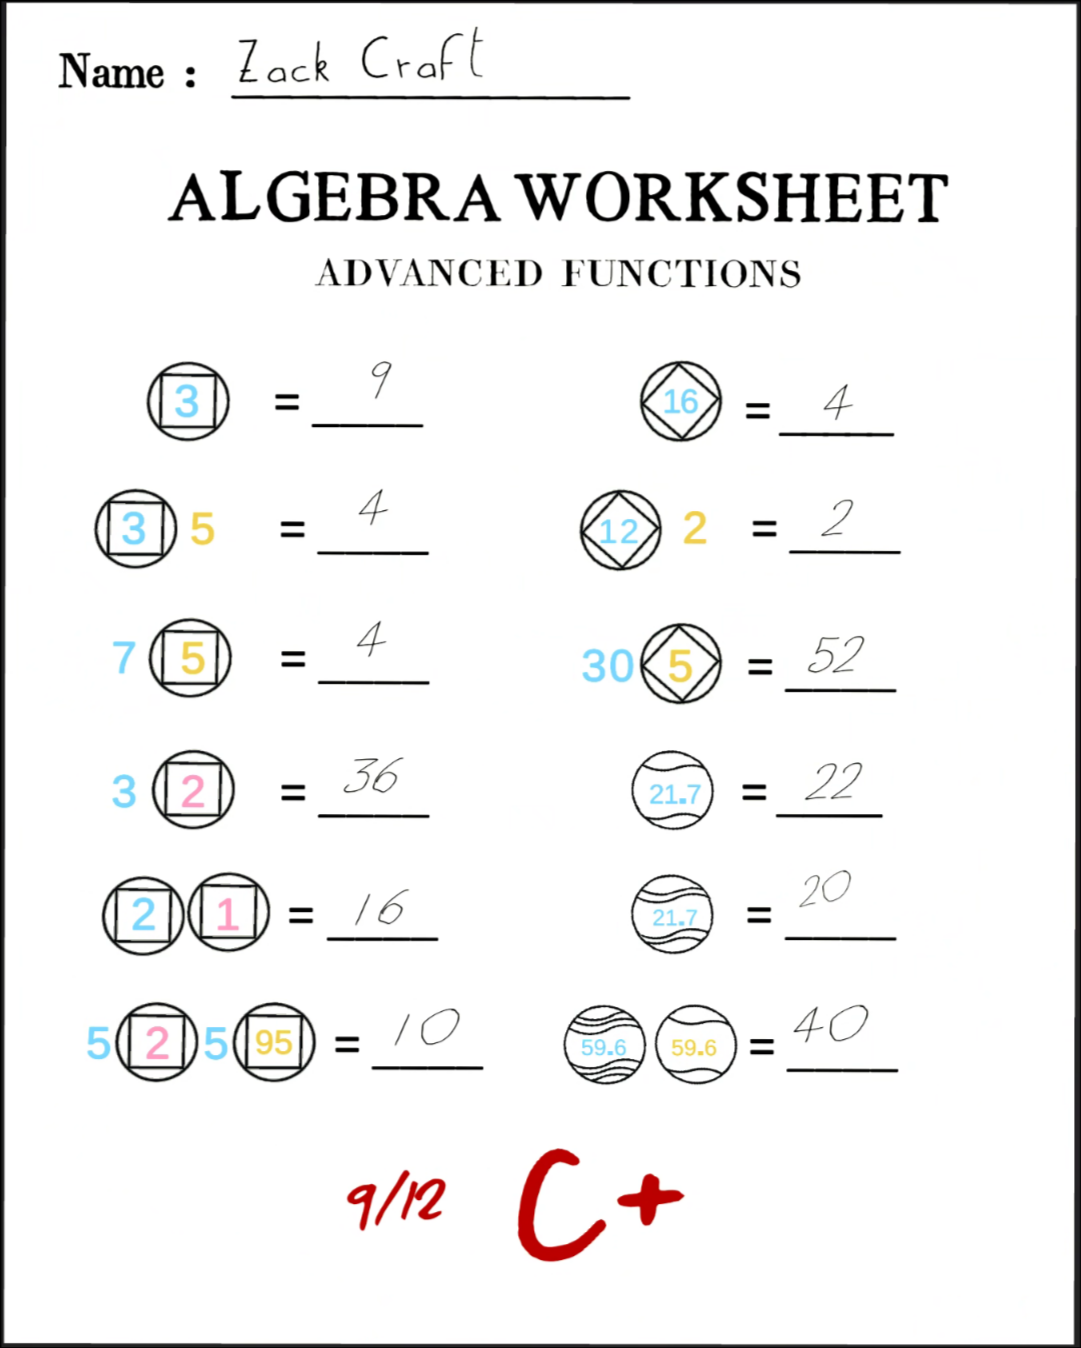 Name : Zack Craft
ALGEBRA WORKSHEET
ADVANCED FUNCTIONS
3 = 9
16 = 4
3 5 = 4
12 2 = 2
7 5 = 4
30 5 = 52
3 2 = 36
21.7 = 22
2 1 = 16
21.7 = 20
5 2 5 95 = 10
59.6 59.6 = 40
9/12 C+